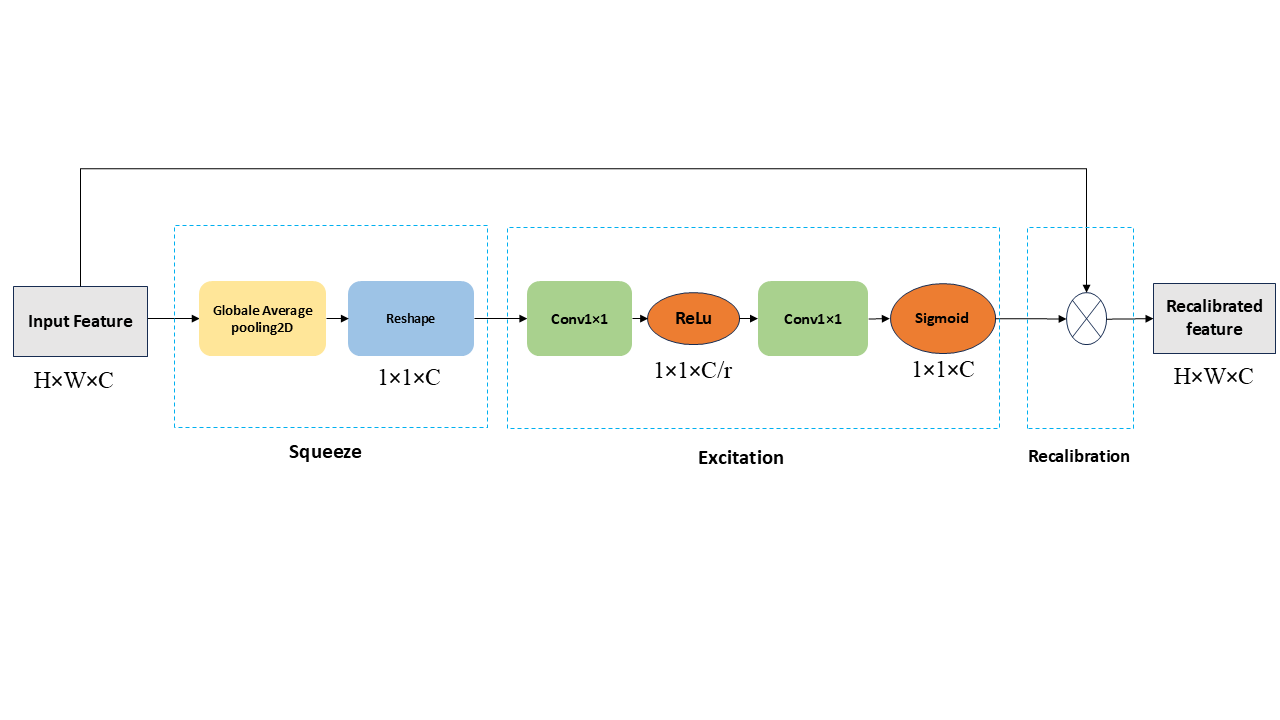 Input Feature
H×W×C
Globale Average
pooling2D
Reshape
1×1×C
Squeeze
Conv1×1
ReLu
1×1×C/r
Conv1×1
Sigmoid
1×1×C
Excitation
Recalibration
Recalibrated
feature
H×W×C